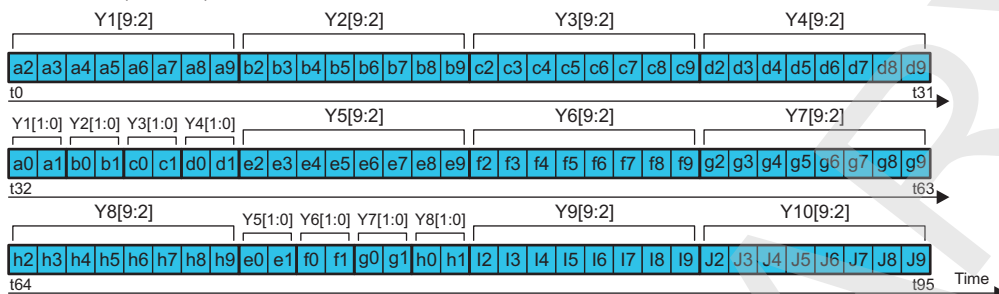 Y1[9:2] Y2[9:2] Y3[9:2] Y4[9:2]
a2 a3 a4 a5 a6 a7 a8 a9 b2 b3 b4 b5 b6 b7 b8 b9 c2 c3 c4 c5 c6 c7 c8 c9 d2 d3 d4 d5 d6 d7 d8 d9
t0 t31
Y1[1:0] Y2[1:0] Y3[1:0] Y4[1:0] Y5[9:2] Y6[9:2] Y7[9:2]
a0 a1 b0 b1 c0 c1 d0 d1 e2 e3 e4 e5 e6 e7 e8 e9 f2 f3 f4 f5 f6 f7 f8 f9 g2 g3 g4 g5 g6 g7 g8 g9
t32 t63
Y8[9:2] Y5[1:0] Y6[1:0] Y7[1:0] Y8[1:0] Y9[9:2] Y10[9:2]
h2 h3 h4 h5 h6 h7 h8 h9 e0 e1 f0 f1 g0 g1 h0 h1 I2 I3 I4 I5 I6 I7 I8 I9 J2 J3 J4 J5 J6 J7 J8 J9
t64 t95 Time